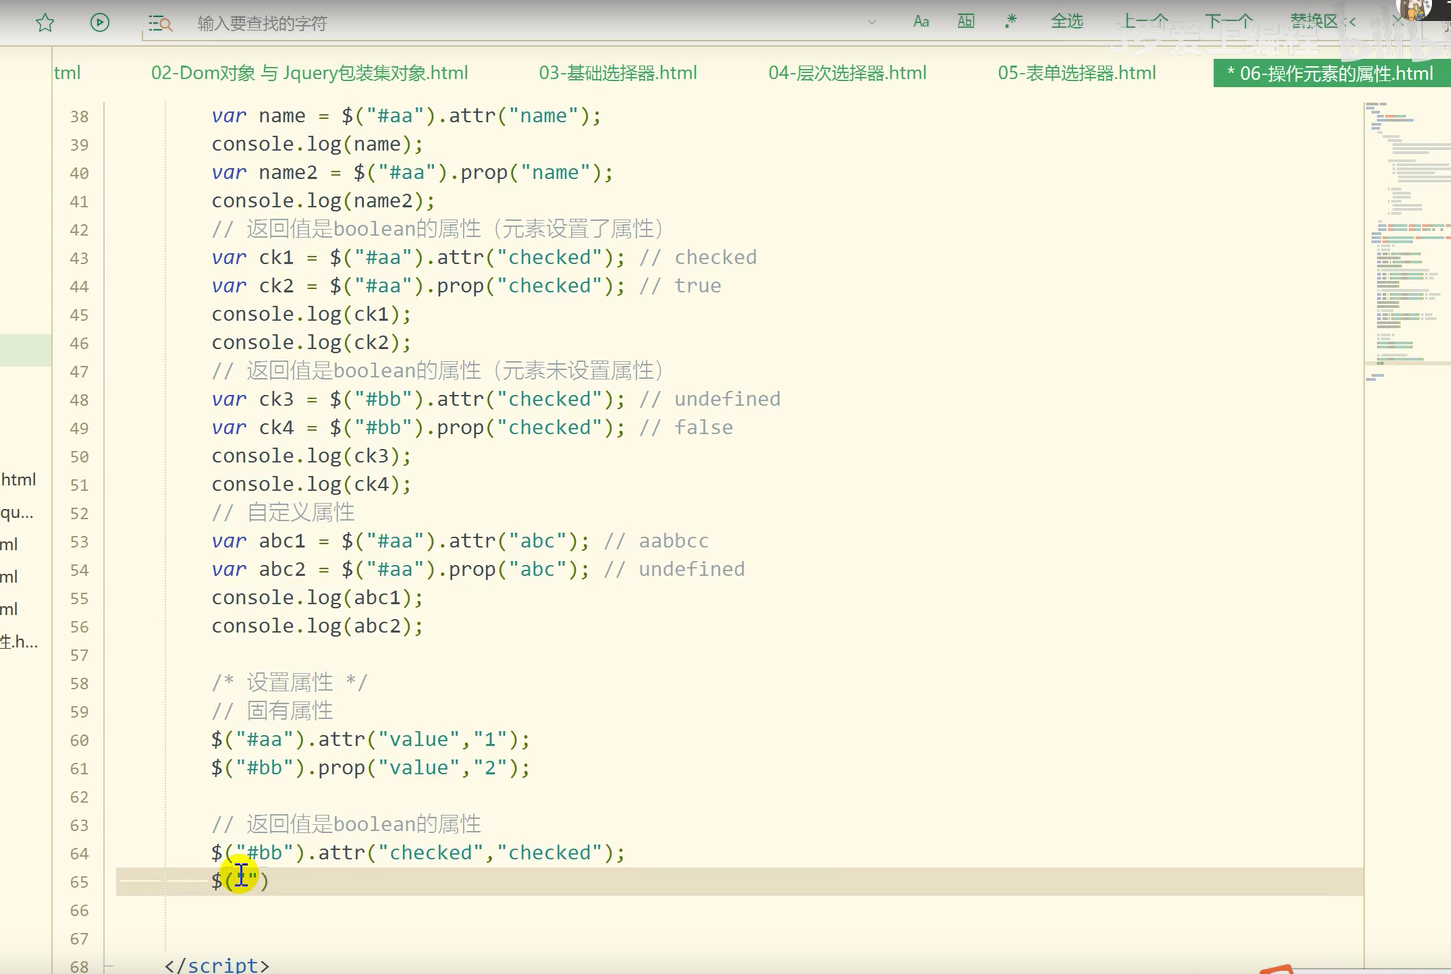 输入要查找的字符 Aa AB .* 全选 上一个 下一个 替换区<<
tml 02-Dom对象 与 Jquery包装集对象.html 03-基础选择器.html 04-层次选择器.html 05-表单选择器.html * 06-操作元素的属性.html
38 var name = $("#aa").attr("name");
39 console.log(name);
40 var name2 = $("#aa").prop("name");
41 console.log(name2);
42 // 返回值是boolean的属性（元素设置了属性）
43 var ck1 = $("#aa").attr("checked"); // checked
44 var ck2 = $("#aa").prop("checked"); // true
45 console.log(ck1);
46 console.log(ck2);
47 // 返回值是boolean的属性（元素未设置属性）
48 var ck3 = $("#bb").attr("checked"); // undefined
49 var ck4 = $("#bb").prop("checked"); // false
50 console.log(ck3);
51 console.log(ck4);
52 // 自定义属性
53 var abc1 = $("#aa").attr("abc"); // aabbcc
54 var abc2 = $("#aa").prop("abc"); // undefined
55 console.log(abc1);
56 console.log(abc2);
57
58 /* 设置属性 */
59 // 固有属性
60 $("#aa").attr("value","1");
61 $("#bb").prop("value","2");
62
63 // 返回值是boolean的属性
64 $("#bb").attr("checked","checked");
65 $("")
66
67
68 </script>
html
qu...
ml
ml
ml
性.h...